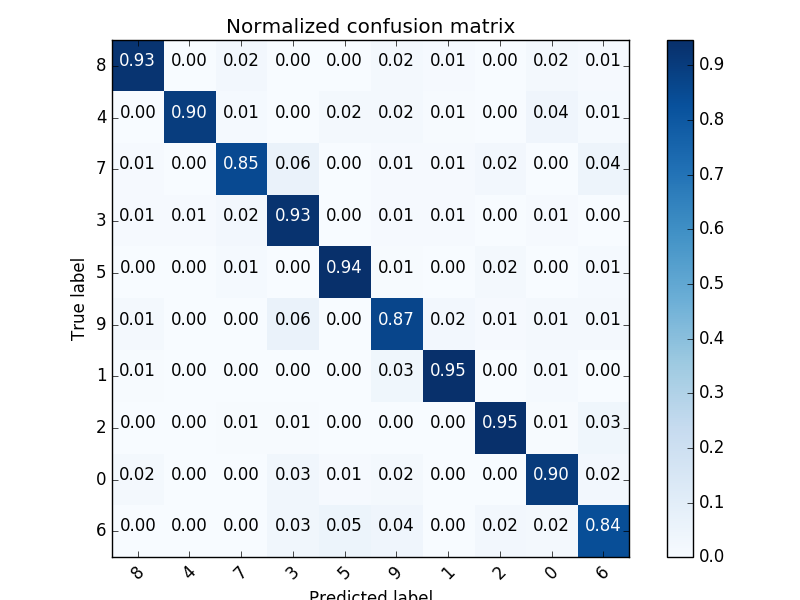 Normalized confusion matrix
8 0.93 0.00 0.02 0.00 0.00 0.02 0.01 0.00 0.02 0.01
4 0.00 0.90 0.01 0.00 0.02 0.02 0.01 0.00 0.04 0.01
7 0.01 0.00 0.85 0.06 0.00 0.01 0.01 0.02 0.00 0.04
3 0.01 0.01 0.02 0.93 0.00 0.01 0.01 0.00 0.01 0.00
5 0.00 0.00 0.01 0.00 0.94 0.01 0.00 0.02 0.00 0.01
9 0.01 0.00 0.00 0.06 0.00 0.87 0.02 0.01 0.01 0.01
1 0.01 0.00 0.00 0.00 0.00 0.03 0.95 0.00 0.01 0.00
2 0.00 0.00 0.01 0.01 0.00 0.00 0.00 0.95 0.01 0.03
0 0.02 0.00 0.00 0.03 0.01 0.02 0.00 0.00 0.90 0.02
6 0.00 0.00 0.00 0.03 0.05 0.04 0.00 0.02 0.02 0.84
8 4 7 3 5 9 1 2 0 6
True label
Predicted label
0.9
0.8
0.7
0.6
0.5
0.4
0.3
0.2
0.1
0.0